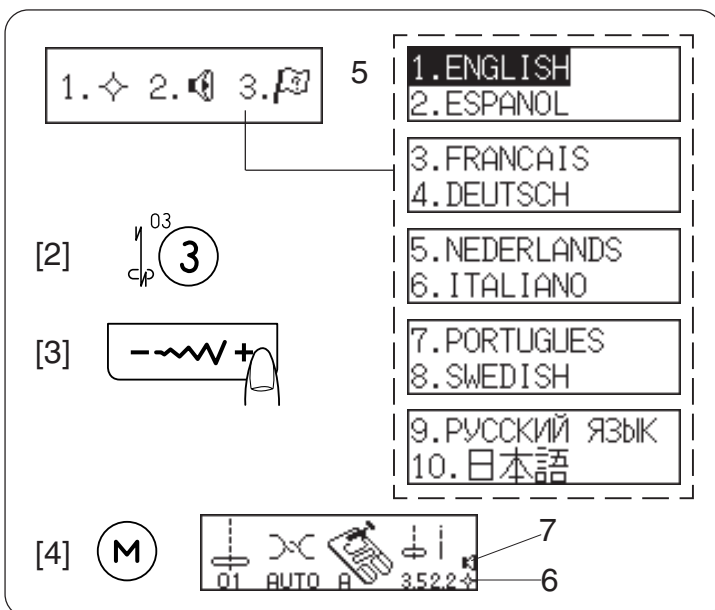 1. 2. 3.
5
1.ENGLISH
2.ESPANOL
3.FRANCAIS
4.DEUTSCH
5.NEDERLANDS
6.ITALIANO
7.PORTUGUES
8.SWEDISH
9.РУССКИЙ ЯЗЫК
10.日本語
[2] 03 3
[3] - +
[4] M
01 AUTO A 3.5 2.2
7
6